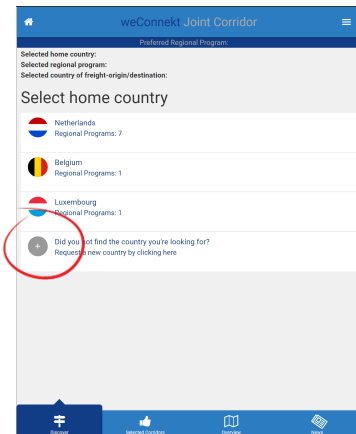 weConnekt Joint Corridor
Preferred Regional Program:
Selected home country:
Selected regional program:
Selected country of freight-origin/destination:
Select home country
Netherlands
Regional Programs: 7
Belgium
Regional Programs: 1
Luxembourg
Regional Programs: 1
Did you not find the country you're looking for?
Request a new country by clicking here
Discover
Selected Corridors
Overview
News